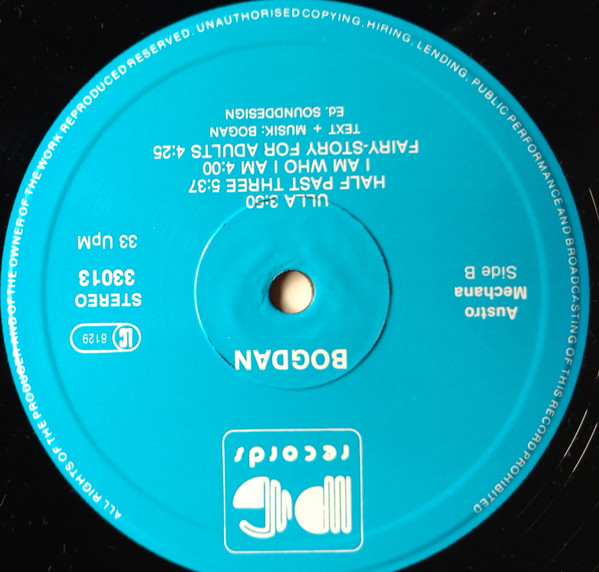 records
BOGDAN
Austro
Mechana
Side B
LC 8129
STEREO
33013
33 UpM
ULLA 3:50
HALF PAST THREE 5:37
I AM WHO I AM 4:00
FAIRY-STORY FOR ADULTS 4:25
TEXT + MUSIK: BOGAN
Ed. SOUNDDESIGN
ALL RIGHTS OF THE PRODUCER AND OF THE OWNER OF THE WORK REPRODUCED RESERVED. UNAUTHORISED COPYING, HIRING, LENDING, PUBLIC PERFORMANCE AND BROADCASTING OF THIS RECORD PROHIBITED